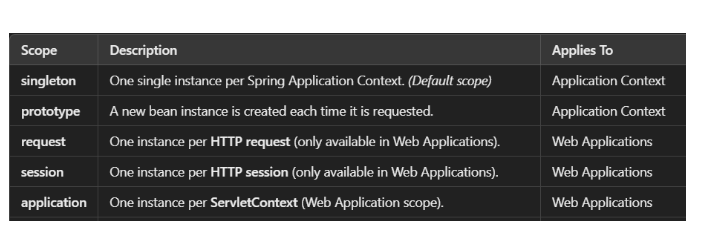 Scope Description Applies To
singleton One single instance per Spring Application Context. (Default scope) Application Context
prototype A new bean instance is created each time it is requested. Application Context
request One instance per HTTP request (only available in Web Applications). Web Applications
session One instance per HTTP session (only available in Web Applications). Web Applications
application One instance per ServletContext (Web Application scope). Web Applications